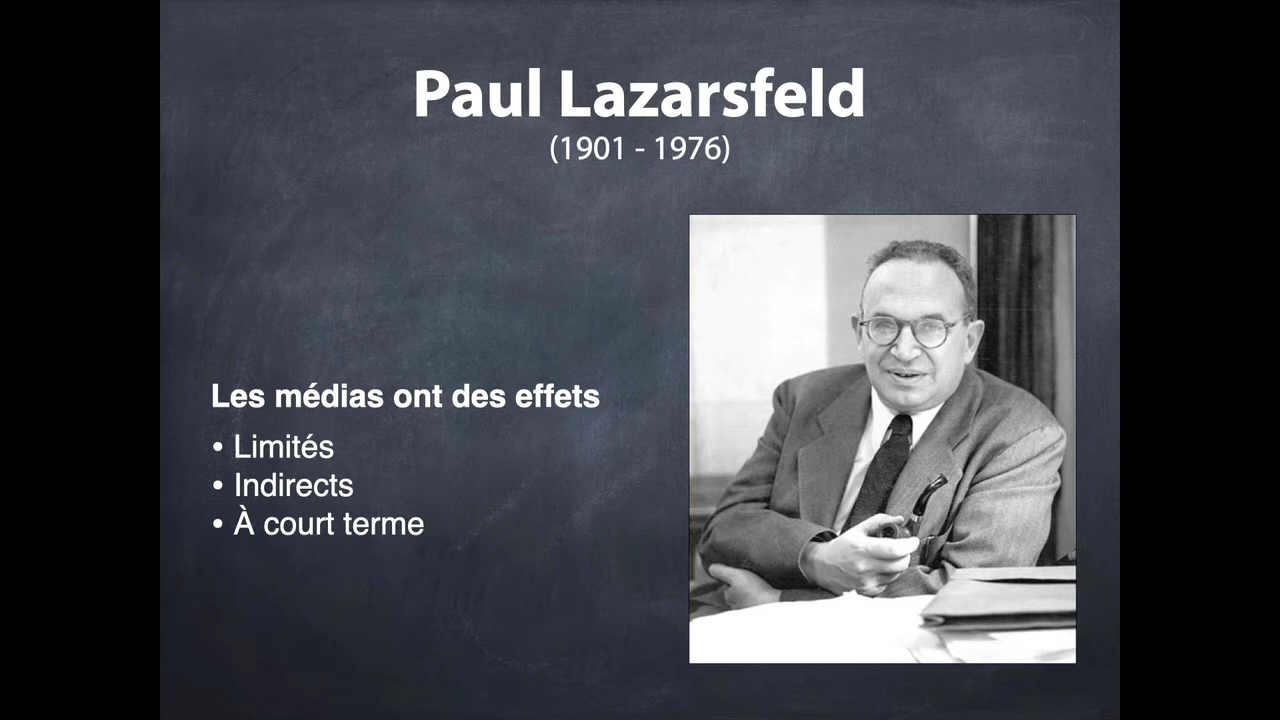 Paul Lazarsfeld
(1901 - 1976)
Les médias ont des effets
• Limités
• Indirects
• À court terme